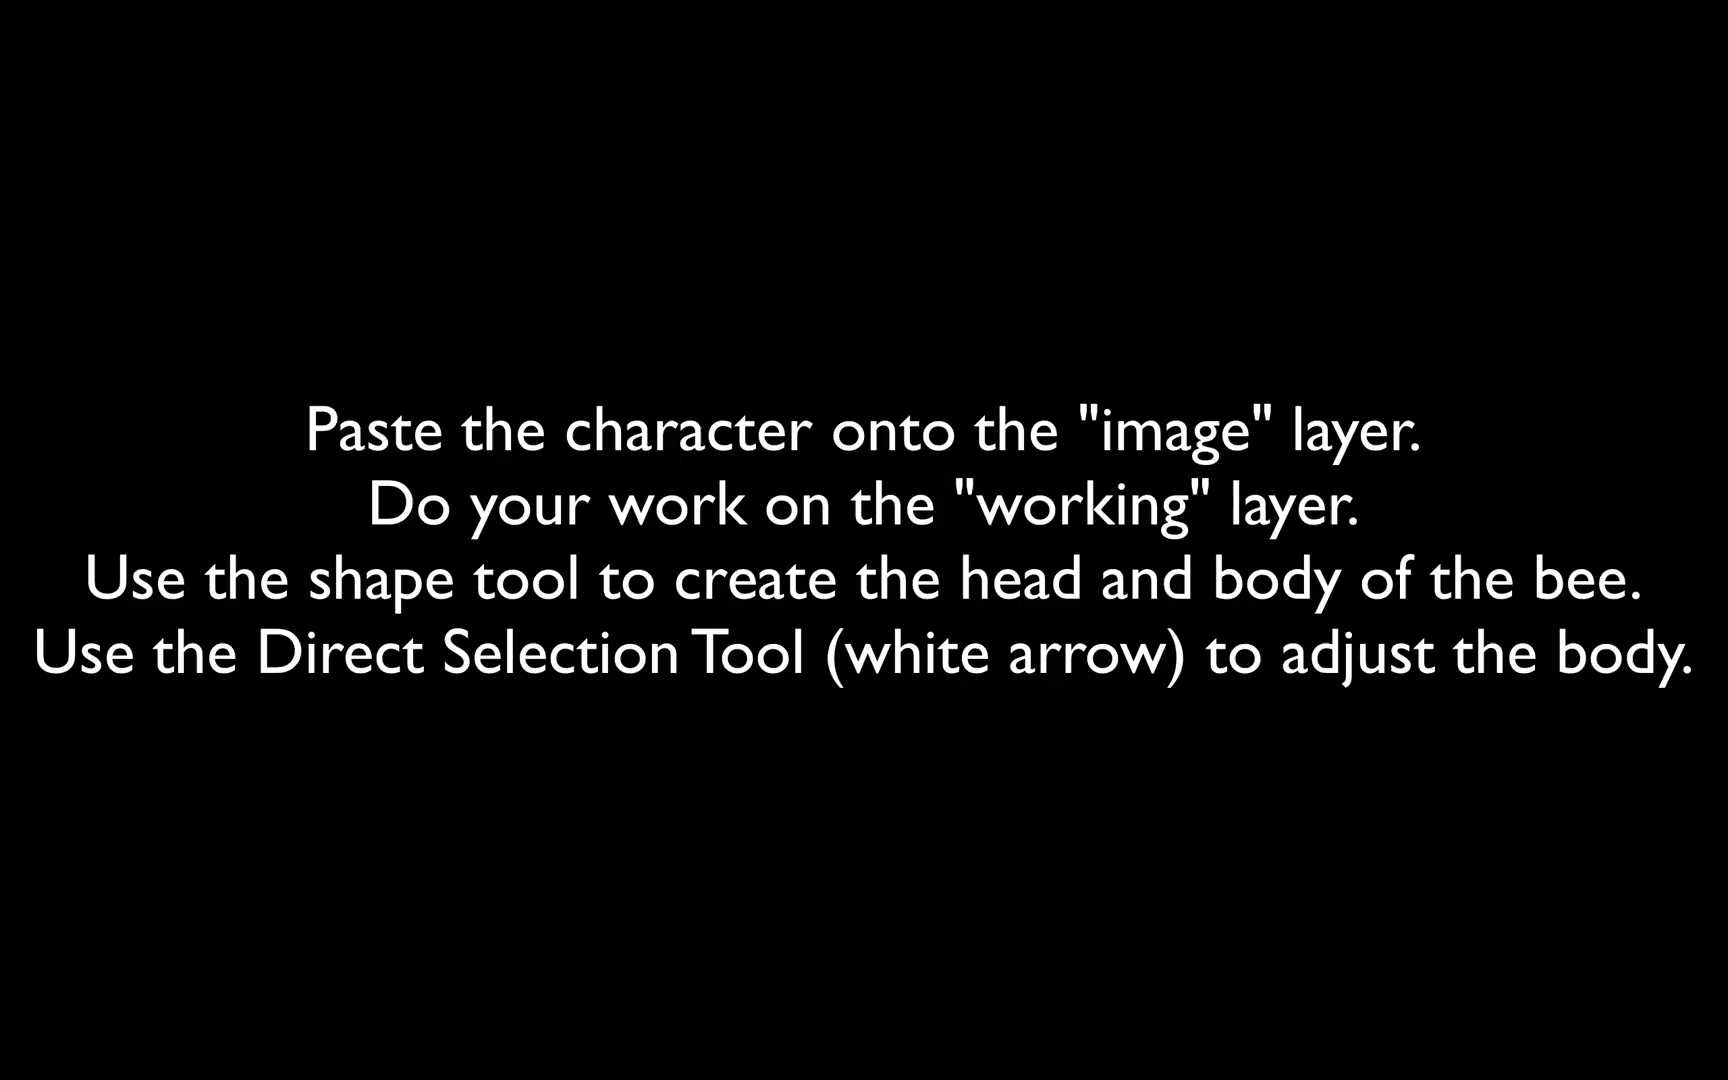 Paste the character onto the "image" layer.
Do your work on the "working" layer.
Use the shape tool to create the head and body of the bee.
Use the Direct Selection Tool (white arrow) to adjust the body.